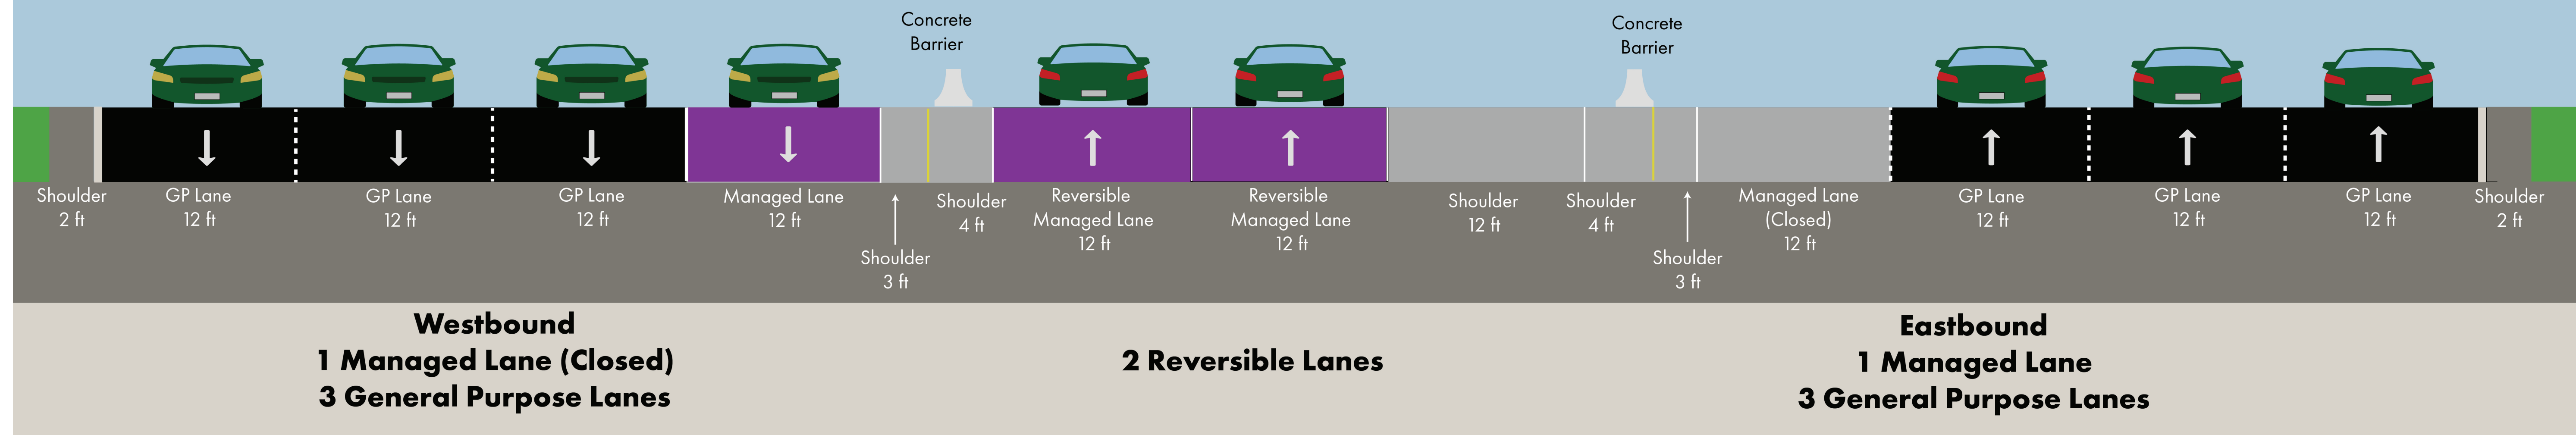 Concrete
Barrier
Concrete
Barrier
Shoulder
2 ft
GP Lane
12 ft
GP Lane
12 ft
GP Lane
12 ft
Managed Lane
12 ft
Shoulder
3 ft
Shoulder
4 ft
Reversible
Managed Lane
12 ft
Reversible
Managed Lane
12 ft
Shoulder
12 ft
Shoulder
4 ft
Shoulder
3 ft
Managed Lane
(Closed)
12 ft
GP Lane
12 ft
GP Lane
12 ft
GP Lane
12 ft
Shoulder
2 ft
Westbound
1 Managed Lane (Closed)
3 General Purpose Lanes
2 Reversible Lanes
Eastbound
1 Managed Lane
3 General Purpose Lanes